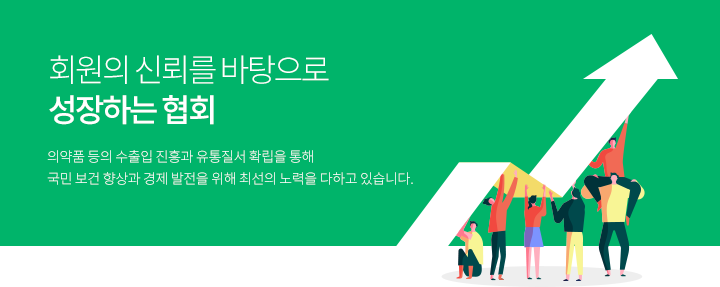 회원의 신뢰를 바탕으로
성장하는 협회
의약품 등의 수출입 진흥과 유통질서 확립을 통해
국민 보건 향상과 경제 발전을 위해 최선의 노력을 다하고 있습니다.